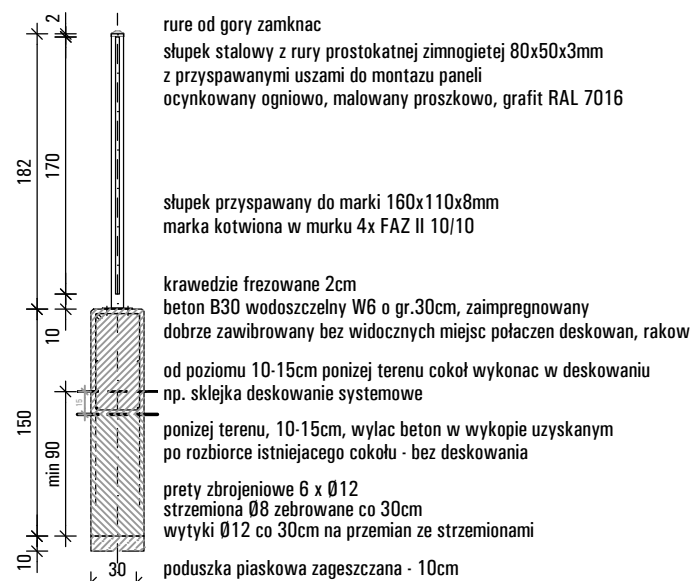 rure od gory zamknac
słupek stalowy z rury prostokatnej zimnogietej 80x50x3mm
z przyspawanymi uszami do montazu paneli
ocynkowany ogniowo, malowany proszkowo, grafit RAL 7016
słupek przyspawany do marki 160x110x8mm
marka kotwiona w murku 4x FAZ II 10/10
krawedzie frezowane 2cm
beton B30 wodoszczelny W6 o gr.30cm, zaimpregnowany
dobrze zawibrowany bez widocznych miejsc połaczen deskowan, rakow
od poziomu 10-15cm ponizej terenu cokoł wykonac w deskowaniu
np. sklejka deskowanie systemowe
ponizej terenu, 10-15cm, wylac beton w wykopie uzyskanym
po rozbiorce istniejacego cokołu - bez deskowania
prety zbrojeniowe 6 x Ø12
strzemiona Ø8 zebrowane co 30cm
wytyki Ø12 co 30cm na przemian ze strzemionami
poduszka piaskowa zageszczana - 10cm
2
182
170
10
15
150
min 90
10
30